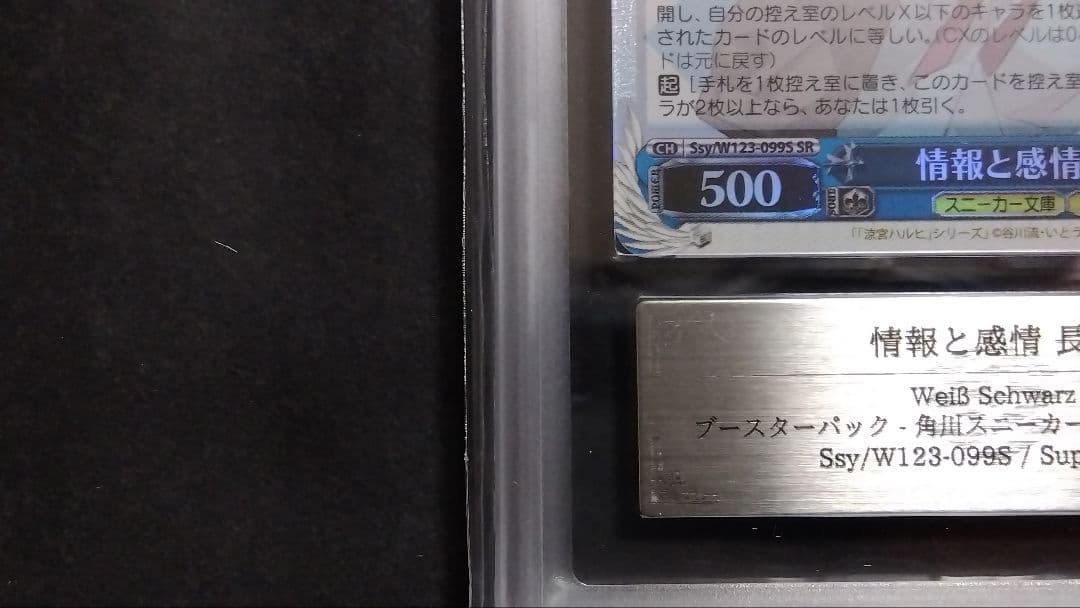 開し、自分の控え室のレベルX以下のキャラを1枚
されたカードのレベルに等しい。(CXのレベルは0
ドは元に戻す)
起 [手札を1枚控え室に置き、このカードを控え室
ラが2枚以上なら、あなたは1枚引く。
CH Ssy/W123-099S SR
POWER 500
情報と感情
SOUL
スニーカー文庫
「「涼宮ハルヒ」シリーズ」©谷川流・いとう
情報と感情 長
Weiß Schwarz
ブースターパック - 角川スニーカー
Ssy/W123-099S / Sup